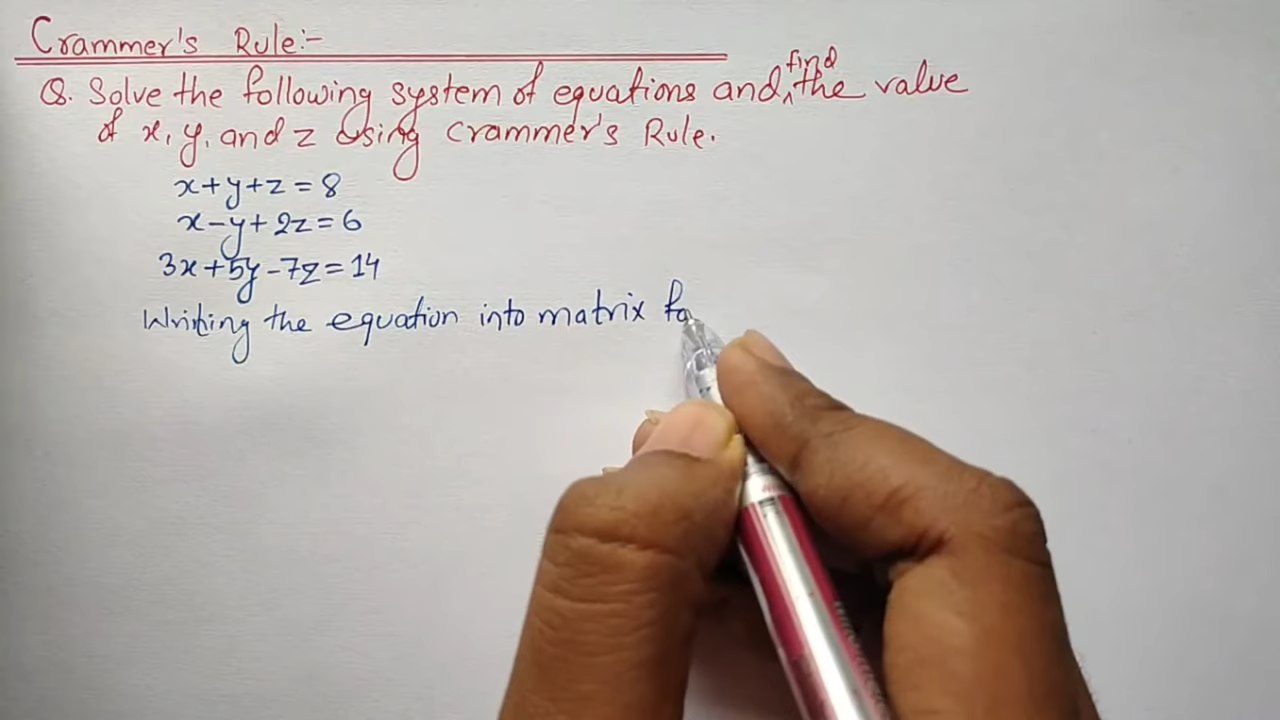 Crammer's Rule:-
Q. Solve the following system of equations and find the value
of x, y, and z using Crammer's Rule.
x+y+z=8
x-y+2z=6
3x+5y-7z=14
Writing the equation into matrix fo